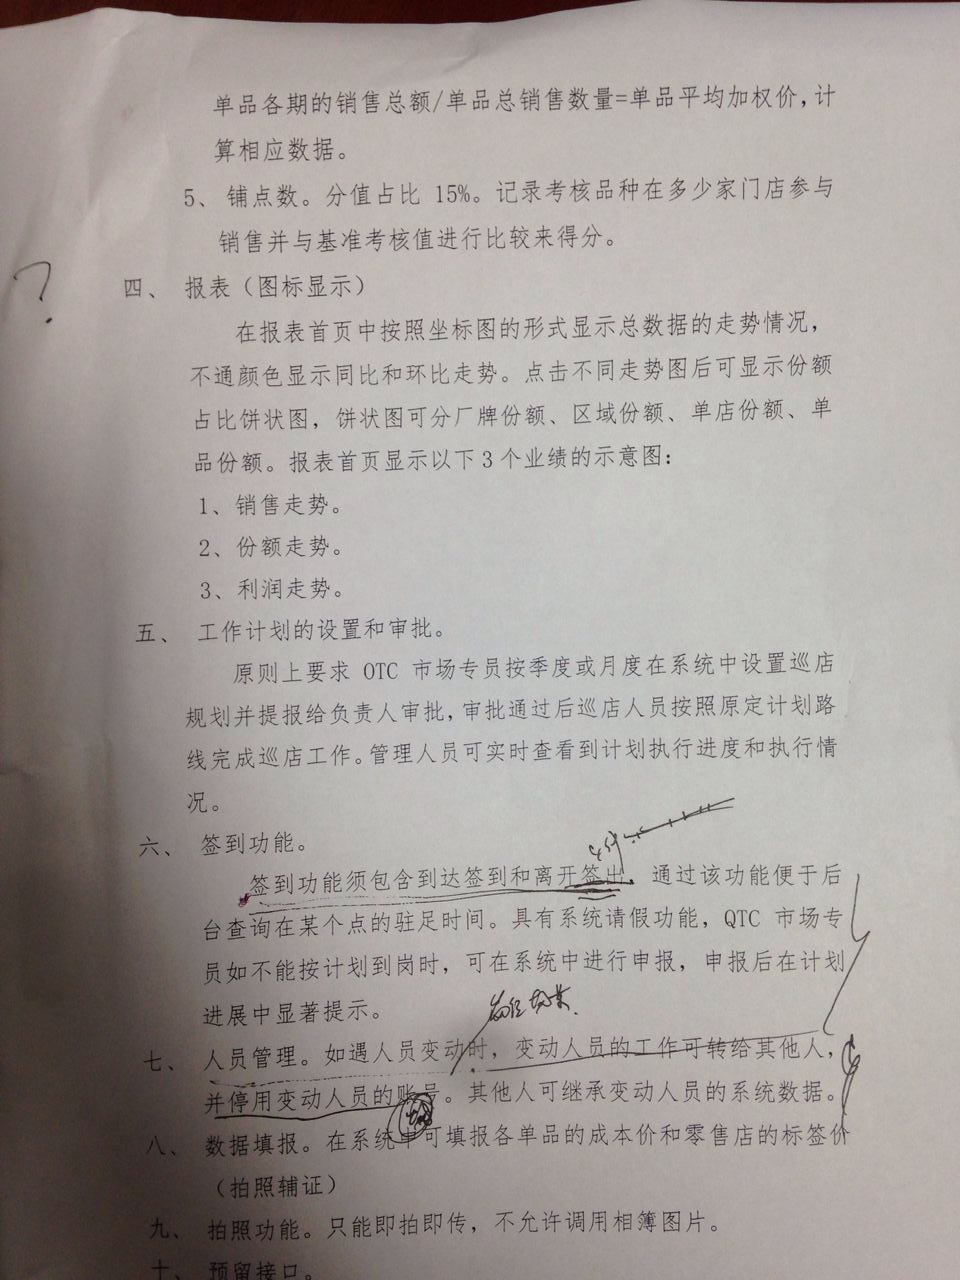 单品各期的销售总额/单品总销售数量=单品平均加权价，计
算相应数据。
5、铺点数。分值占比 15%。记录考核品种在多少家门店参与
销售并与基准考核值进行比较来得分。
?
四、 报表（图标显示）
在报表首页中按照坐标图的形式显示总数据的走势情况，
不通颜色显示同比和环比走势。点击不同走势图后可显示份额
占比饼状图，饼状图可分厂牌份额、区域份额、单店份额、单
品份额。报表首页显示以下3个业绩的示意图：
1、销售走势。
2、份额走势。
3、利润走势。
五、 工作计划的设置和审批。
原则上要求 OTC 市场专员按季度或月度在系统中设置巡店
规划并提报给负责人审批，审批通过后巡店人员按照原定计划路
线完成巡店工作。管理人员可实时查看到计划执行进度和执行情
况。
六、 签到功能。
签到功能须包含到达签到和离开签出，通过该功能便于后
台查询在某个点的驻足时间。具有系统请假功能，QTC 市场专
员如不能按计划到岗时，可在系统中进行申报，申报后在计划
进展中显著提示。
七、 人员管理。如遇人员变动时，变动人员的工作可转给其他人，
并停用变动人员的账号。其他人可继承变动人员的系统数据。
八、 数据填报。在系统中可填报各单品的成本价和零售店的标签价
（拍照辅证）
九、 拍照功能。只能即拍即传，不允许调用相簿图片。
十、 预留接口。